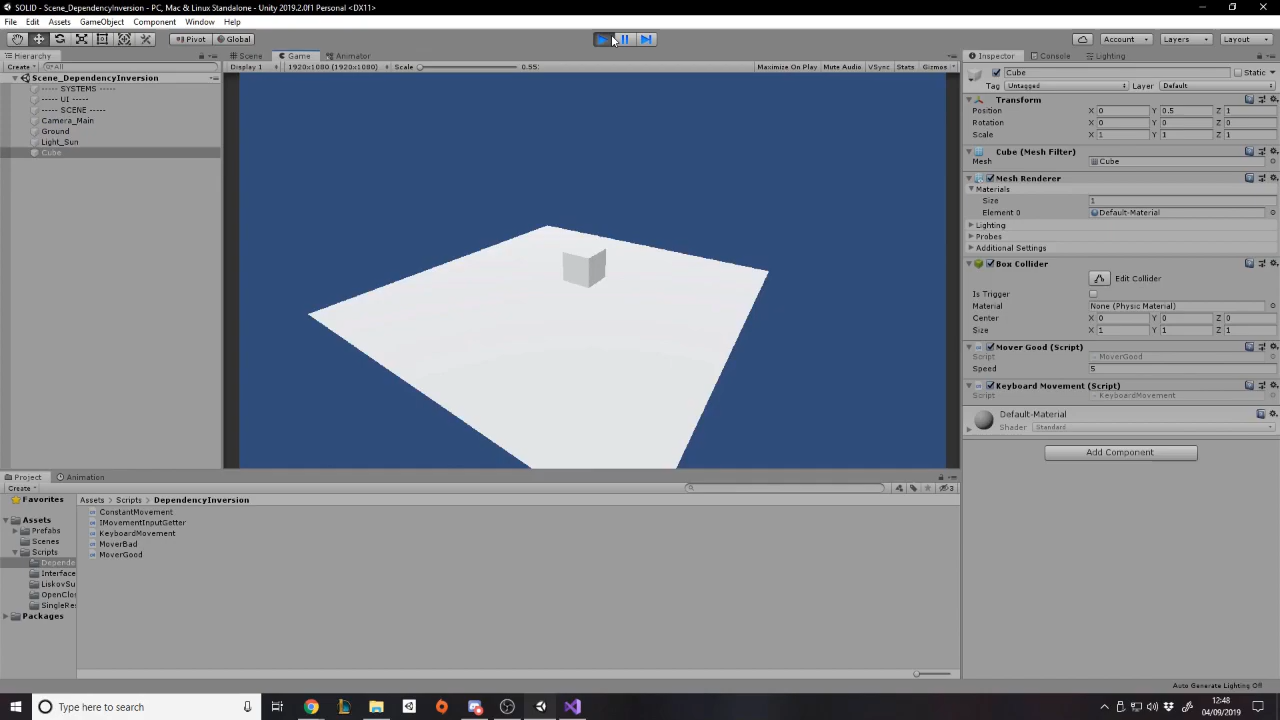 SOLID - Scene_DependencyInversion - PC, Mac & Linux Standalone - Unity 2019.2.0f1 Personal <DX11>
File Edit Assets GameObject Component Window Help
Pivot Global Account Layers Layout
Hierarchy Scene Game Animator Inspector Console Lighting
Create All Display 1 1920x1080 (1920x1080) Scale 0.55 Maximize On Play Mute Audio VSync Stats Gizmos
Cube Static
Tag Untagged Layer Default
Scene_DependencyInversion
----- SYSTEMS -----
----- UI -----
----- SCENE -----
Camera_Main
Ground
Light_Sun
Cube
Transform
Position X 0 Y 0.5 Z 1
Rotation X 0 Y 0 Z 0
Scale X 1 Y 1 Z 1
Cube (Mesh Filter)
Mesh Cube
Mesh Renderer
Materials
Size 1
Element 0 Default-Material
Lighting
Probes
Additional Settings
Box Collider
Edit Collider
Is Trigger
Material None (Physic Material)
Center X 0 Y 0 Z 0
Size X 1 Y 1 Z 1
Mover Good (Script)
Script MoverGood
Speed 5
Keyboard Movement (Script)
Script KeyboardMovement
Default-Material
Shader Standard
Add Component
Project Animation
Create 3
Favorites
Assets
Prefabs
Scenes
Scripts
Depende
Interface
LiskovSu
OpenClos
SingleRes
Packages
Assets Scripts DependencyInversion
ConstantMovement
IMovementInputGetter
KeyboardMovement
MoverBad
MoverGood
Auto Generate Lighting Off
Type here to search
12:48
04/09/2019